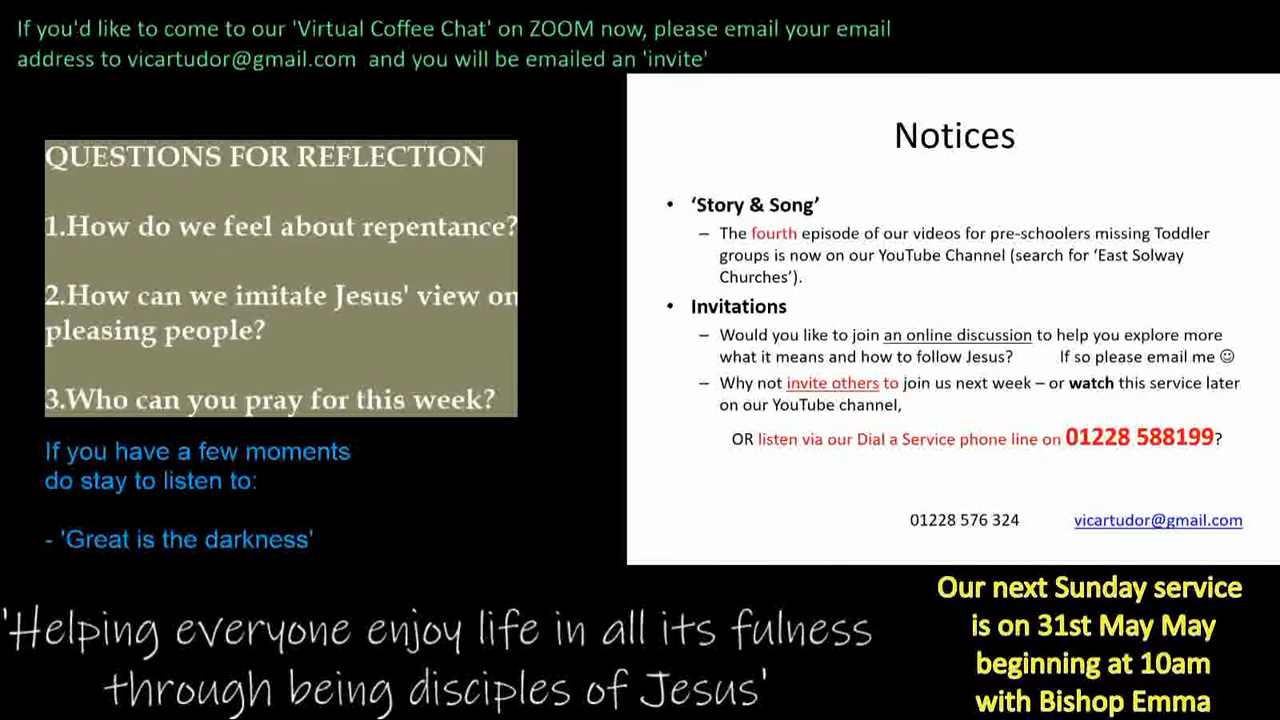 If you'd like to come to our 'Virtual Coffee Chat' on ZOOM now, please email your email
address to vicartudor@gmail.com and you will be emailed an 'invite'
QUESTIONS FOR REFLECTION
1.How do we feel about repentance?
2.How can we imitate Jesus' view on
pleasing people?
3.Who can you pray for this week?
If you have a few moments
do stay to listen to:
- 'Great is the darkness'
Notices
• ‘Story & Song’
– The fourth episode of our videos for pre-schoolers missing Toddler
groups is now on our YouTube Channel (search for ‘East Solway
Churches’).
• Invitations
– Would you like to join an online discussion to help you explore more
what it means and how to follow Jesus? If so please email me ☺
– Why not invite others to join us next week – or watch this service later
on our YouTube channel,
OR listen via our Dial a Service phone line on 01228 588199?
01228 576 324 vicartudor@gmail.com
'Helping everyone enjoy life in all its fulness
through being disciples of Jesus'
Our next Sunday service
is on 31st May May
beginning at 10am
with Bishop Emma